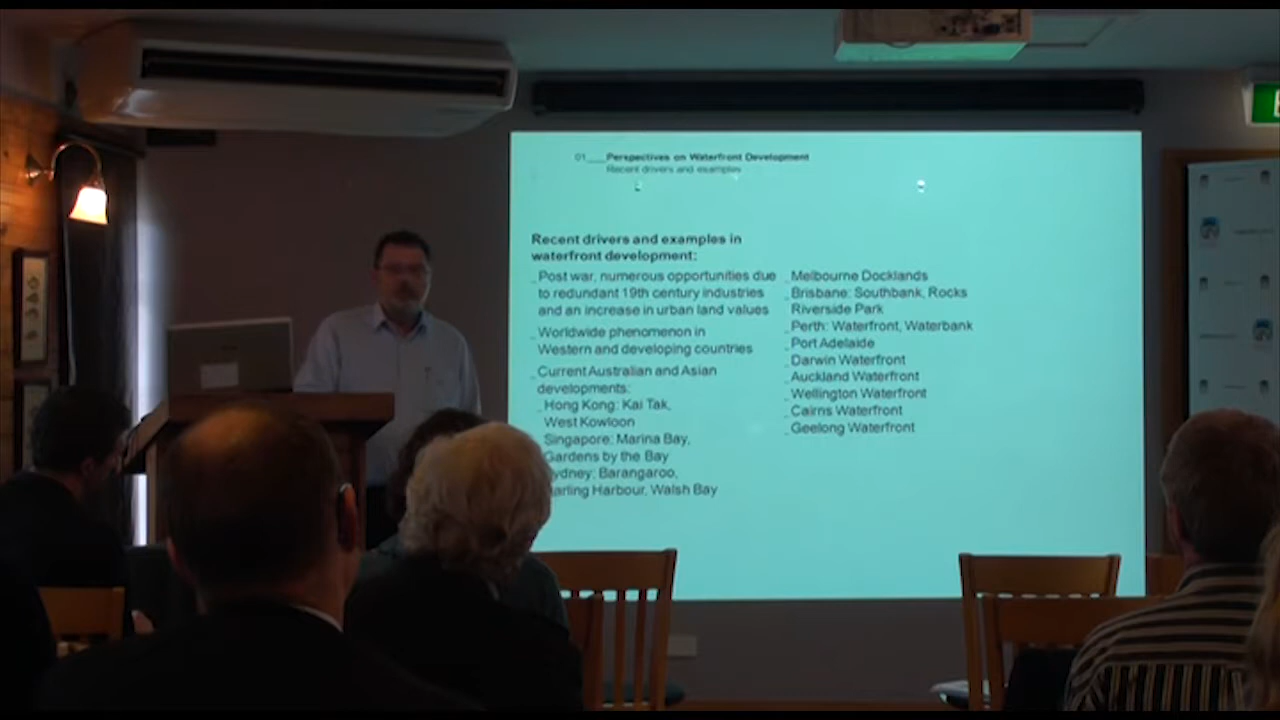 01 Perspectives on Waterfront Development
Recent drivers and examples
Recent drivers and examples in
waterfront development:
_ Post war, numerous opportunities due
to redundant 19th century industries
and an increase in urban land values
_ Worldwide phenomenon in
Western and developing countries
_ Current Australian and Asian
developments:
_ Hong Kong: Kai Tak,
West Kowloon
Singapore: Marina Bay,
Gardens by the Bay
ydney: Barangaroo,
arling Harbour, Walsh Bay
_ Melbourne Docklands
_ Brisbane: Southbank, Rocks
Riverside Park
_ Perth: Waterfront, Waterbank
_ Port Adelaide
_ Darwin Waterfront
_ Auckland Waterfront
_ Wellington Waterfront
_ Cairns Waterfront
_ Geelong Waterfront